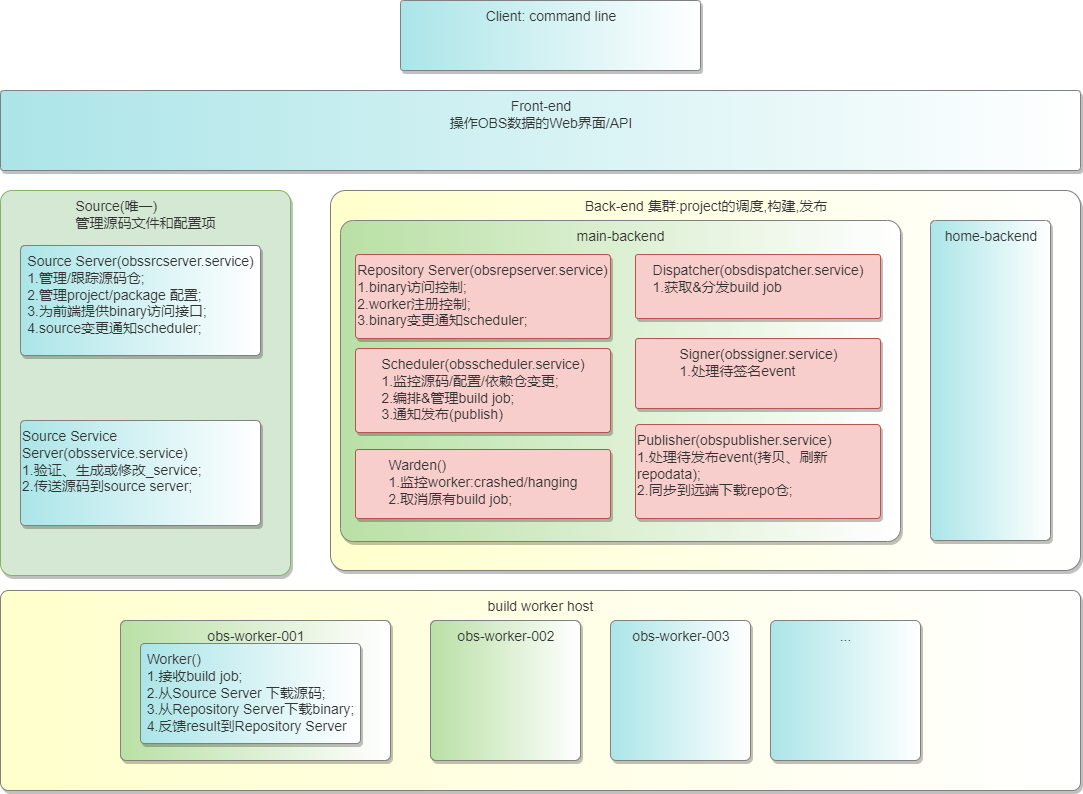 Client: command line
Front-end
操作OBS数据的Web界面/API
Source(唯一)
管理源码文件和配置项
Source Server(obssrcserver.service)
1.管理/跟踪源码仓;
2.管理project/package 配置;
3.为前端提供binary访问接口;
4.source变更通知scheduler;
Source Service
Server(obsservice.service)
1.验证、生成或修改_service;
2.传送源码到source server;
Back-end 集群:project的调度,构建,发布
main-backend
Repository Server(obsrepserver.service)
1.binary访问控制;
2.worker注册控制;
3.binary变更通知scheduler;
Scheduler(obsscheduler.service)
1.监控源码/配置/依赖仓变更;
2.编排&管理build job;
3.通知发布(publish)
Warden()
1.监控worker:crashed/hanging
2.取消原有build job;
Dispatcher(obsdispatcher.service)
1.获取&分发build job
Signer(obssigner.service)
1.处理待签名event
Publisher(obspublisher.service)
1.处理待发布event(拷贝、刷新
repodata);
2.同步到远端下载repo仓;
home-backend
build worker host
obs-worker-001
Worker()
1.接收build job;
2.从Source Server 下载源码;
3.从Repository Server下载binary;
4.反馈result到Repository Server
obs-worker-002
obs-worker-003
...